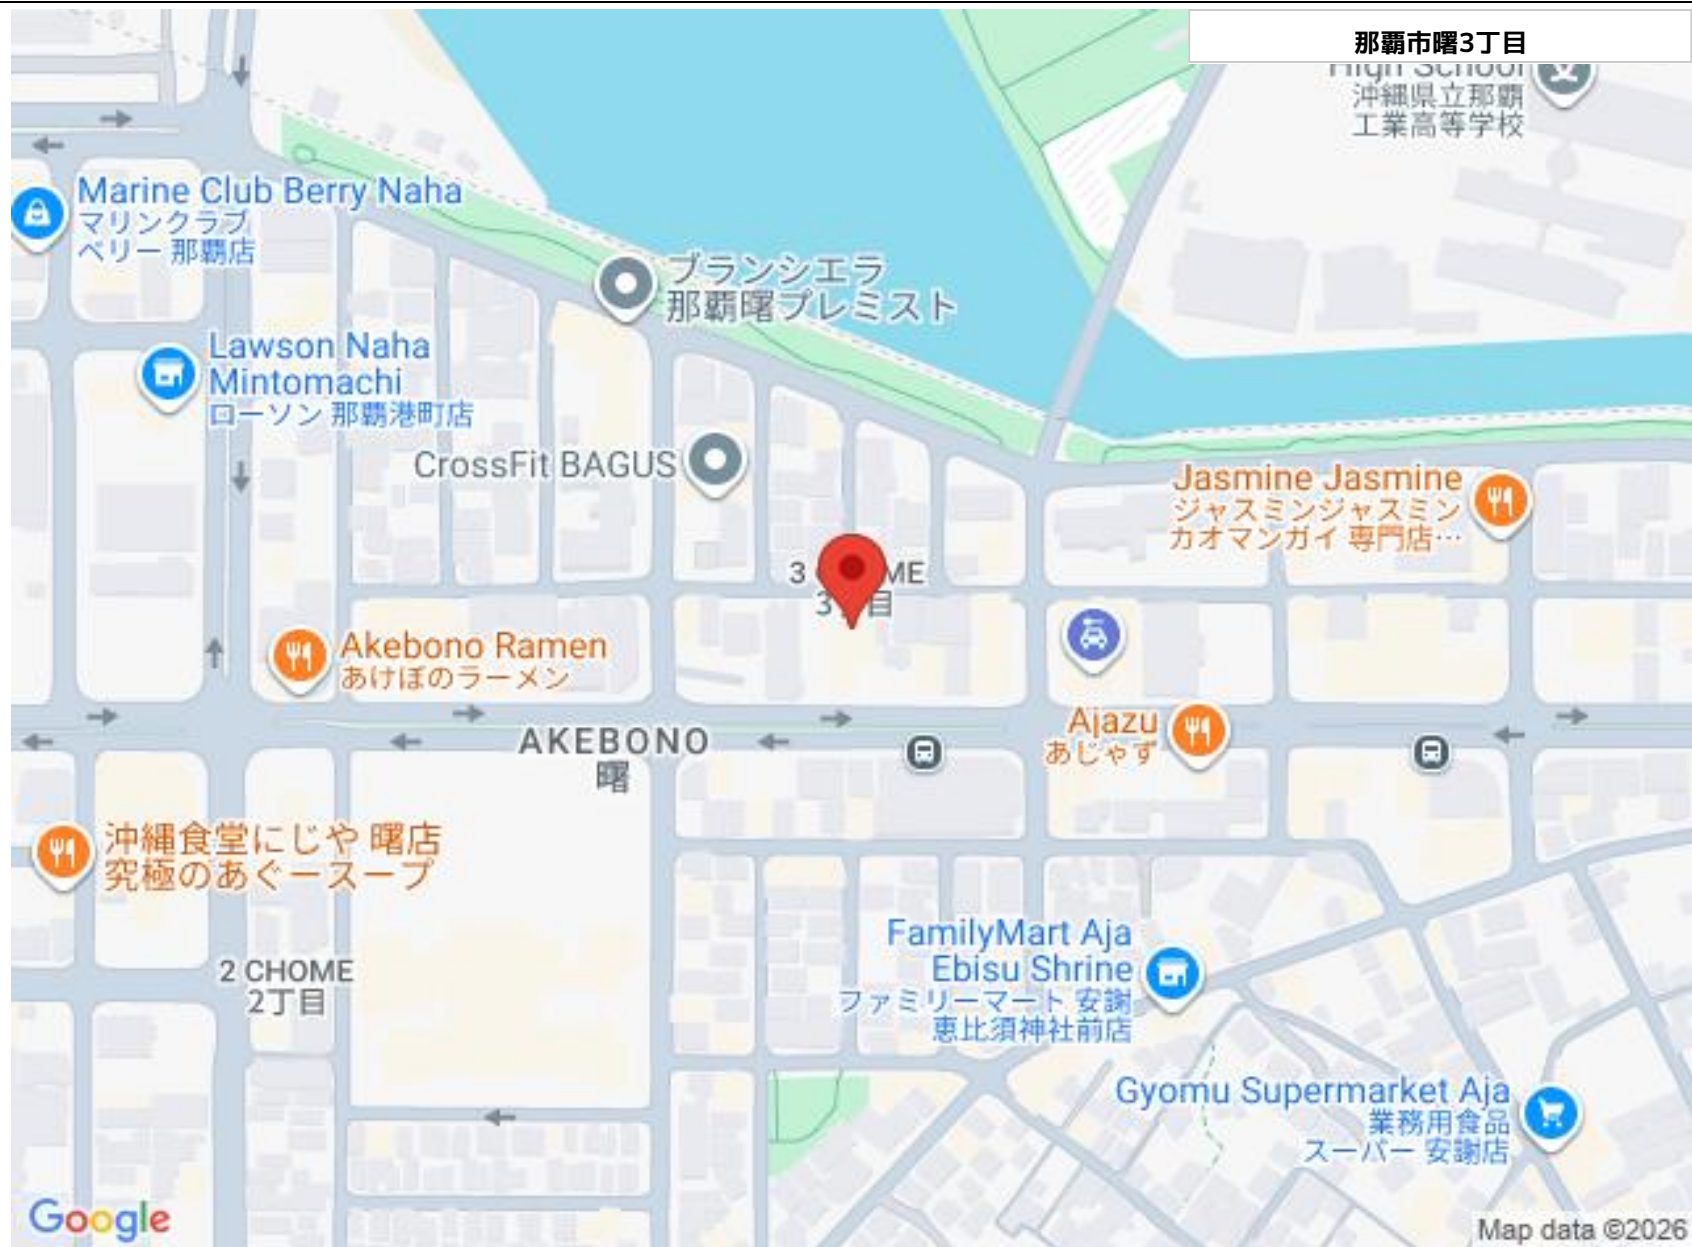 那覇市曙3丁目
High School
沖縄県立那覇
工業高等学校
Marine Club Berry Naha
マリンクラブ
ベリー 那覇店
ブランシエラ
那覇曙プレミスト
Lawson Naha
Mintomachi
ローソン 那覇港町店
CrossFit BAGUS
Jasmine Jasmine
ジャスミンジャスミン
カオマンガイ 専門店…
3 ME
3 目
Akebono Ramen
あけぼのラーメン
AKEBONO
曙
Ajazu
あじゃず
沖縄食堂にじや 曙店
究極のあぐースープ
2 CHOME
2丁目
FamilyMart Aja
Ebisu Shrine
ファミリーマート 安謝
恵比須神社前店
Gyomu Supermarket Aja
業務用食品
スーパー 安謝店
Google
Map data ©2026